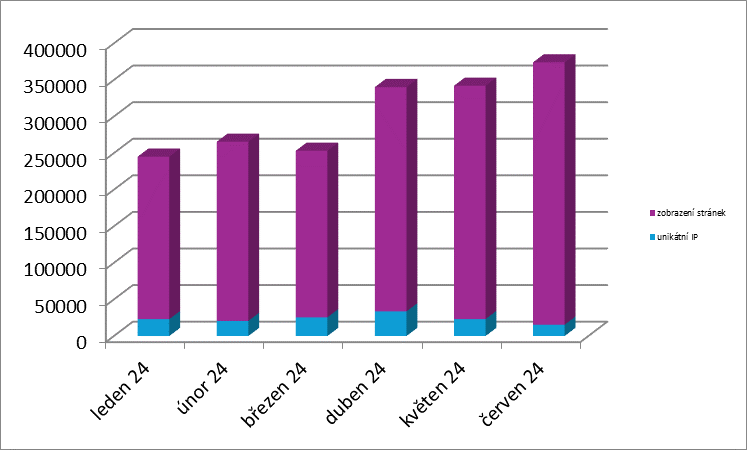 400000
350000
300000
250000
200000
150000
100000
50000
0
leden 24
únor 24
březen 24
duben 24
květen 24
červen 24
zobrazení stránek
unikátní IP